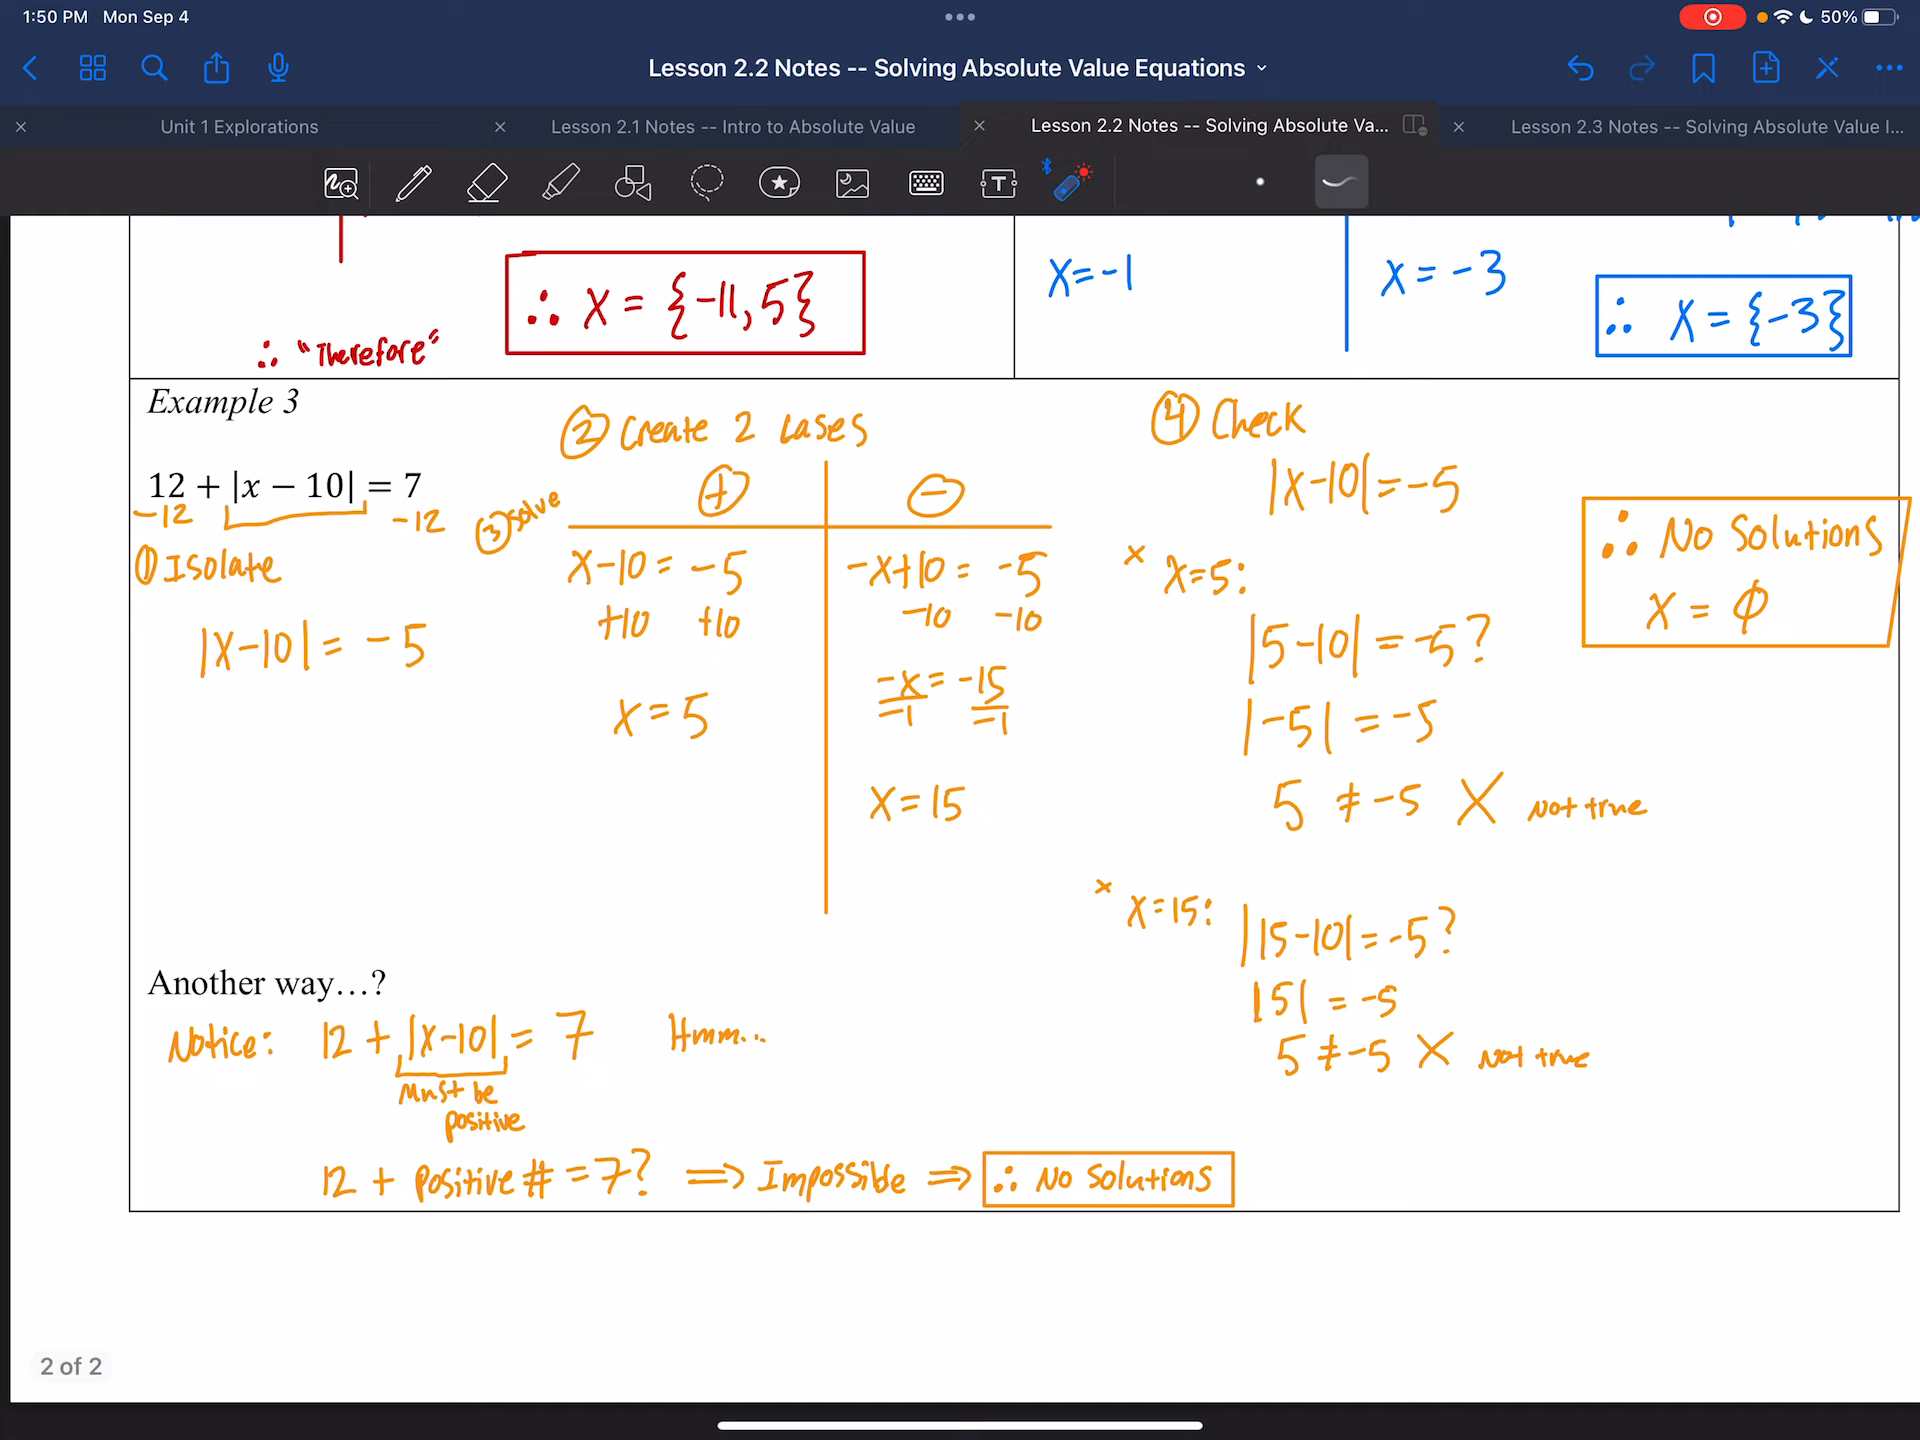 1:50 PM Mon Sep 4
50%
Lesson 2.2 Notes -- Solving Absolute Value Equations
Unit 1 Explorations
Lesson 2.1 Notes -- Intro to Absolute Value
Lesson 2.2 Notes -- Solving Absolute Va...
Lesson 2.3 Notes -- Solving Absolute Value I...
∴ x = {-11, 5}
∴ "Therefore"
x=-1
x = -3
∴ x = {-3}
Example 3
12 + |x − 10| = 7
-12 -12
① Isolate
|x-10| = -5
② Create 2 cases
③ Solve
+
x-10 = -5
+10 +10
x = 5
−
-x+10 = -5
-10 -10
-x = -15
-1 -1
x = 15
④ Check
|x-10| = -5
x x=5:
|5-10| = -5?
|-5| = -5
5 ≠ -5 X Not true
x x=15:
|15-10| = -5?
|5| = -5
5 ≠ -5 X Not true
∴ No Solutions
x = ∅
Another way…?
Notice: 12 + |x-10| = 7 Hmm...
Must be
positive
12 + Positive # = 7? ⟹ Impossible ⟹ ∴ No Solutions
2 of 2